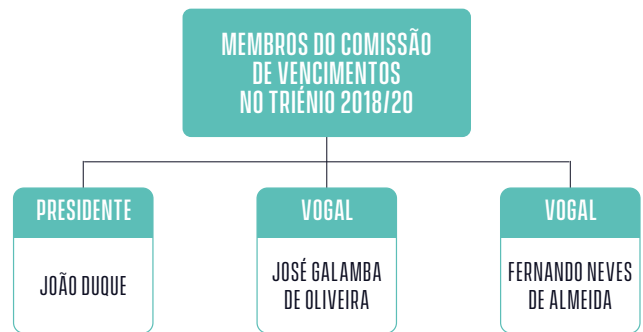 MEMBROS DO COMISSÃO
DE VENCIMENTOS
NO TRIÉNIO 2018/20
PRESIDENTE
JOÃO DUQUE
VOGAL
JOSÉ GALAMBA
DE OLIVEIRA
VOGAL
FERNANDO NEVES
DE ALMEIDA